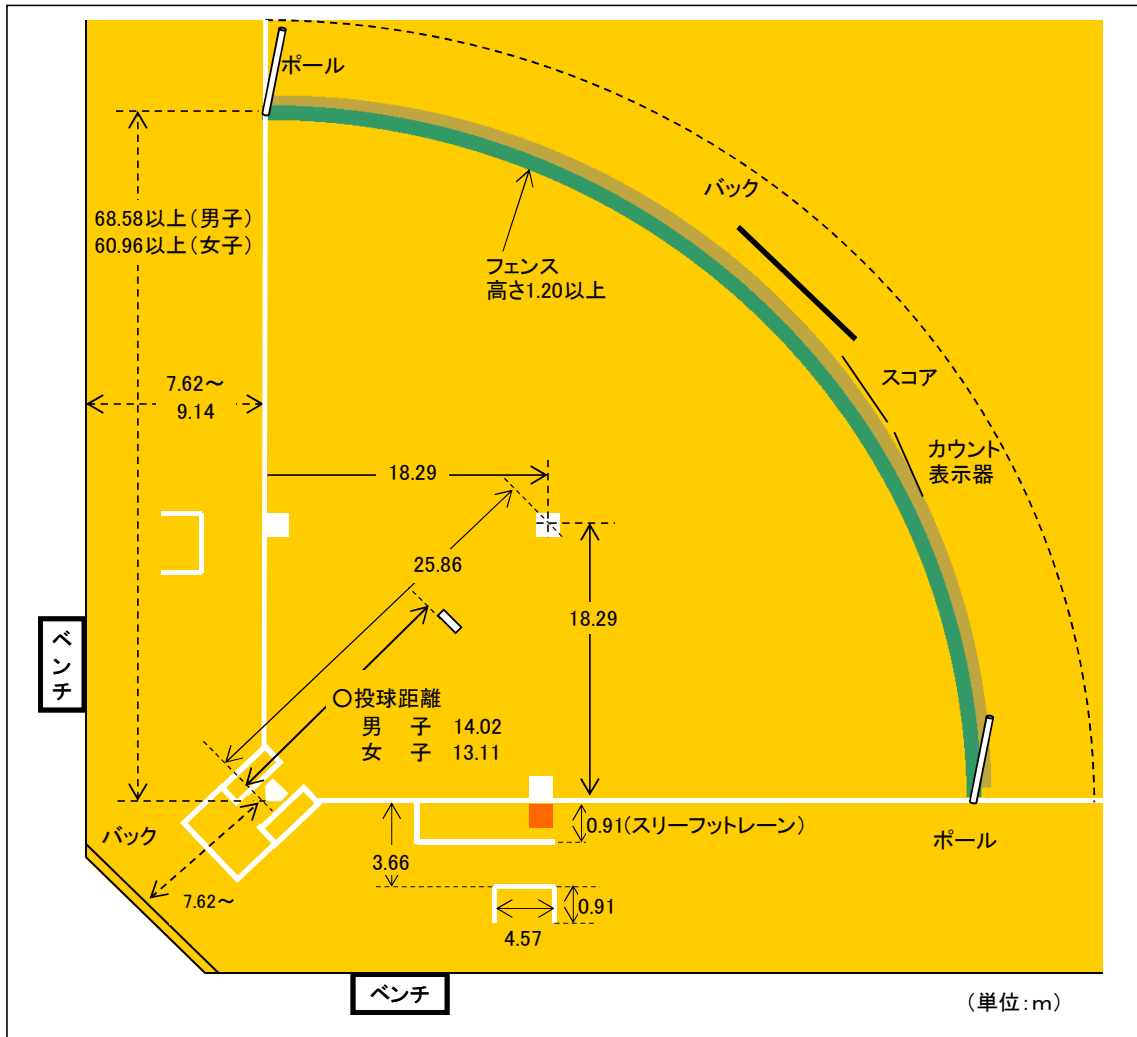 ポール
バック
68.58以上（男子）
60.96以上（女子）
フェンス
高さ1.20以上
7.62～
9.14
スコア
カウント
表示器
18.29
25.86
18.29
ベンチ
○投球距離
男　子　14.02
女　子　13.11
バック
0.91（スリーフットレーン）
ポール
3.66
7.62～
0.91
4.57
ベンチ
（単位：ｍ）